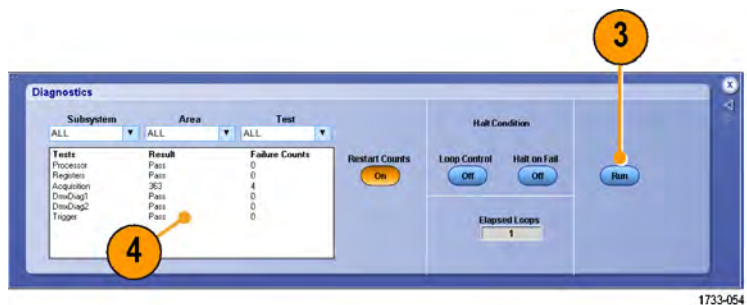 3
Diagnostics
X
Subsystem Area Test
ALL ALL ALL
Halt Condition
Tests Result Failure Counts
Processor Pass 0
Registers Pass 0
Acquisition 363 4
DmxDiag1 Pass 0
DmxDiag2 Pass 0
Trigger Pass 0
Restart Counts
On
Loop Control Halt on Fail
Off Off
Run
Elapsed Loops
1
4
1733-054